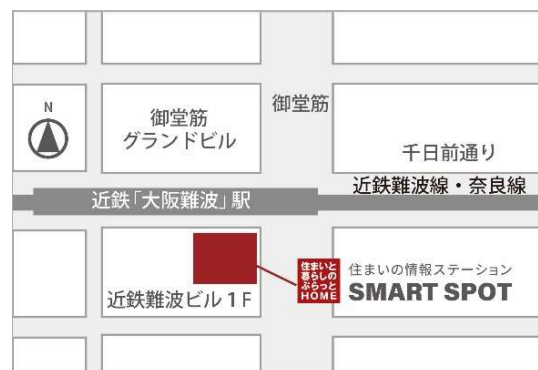 N
御堂筋
グランドビル
御堂筋
千日前通り
近鉄「大阪難波」駅
近鉄難波線・奈良線
近鉄難波ビル 1F
住まいと
暮らしの
ぷらっと
HOME
住まいの情報ステーション
SMART SPOT